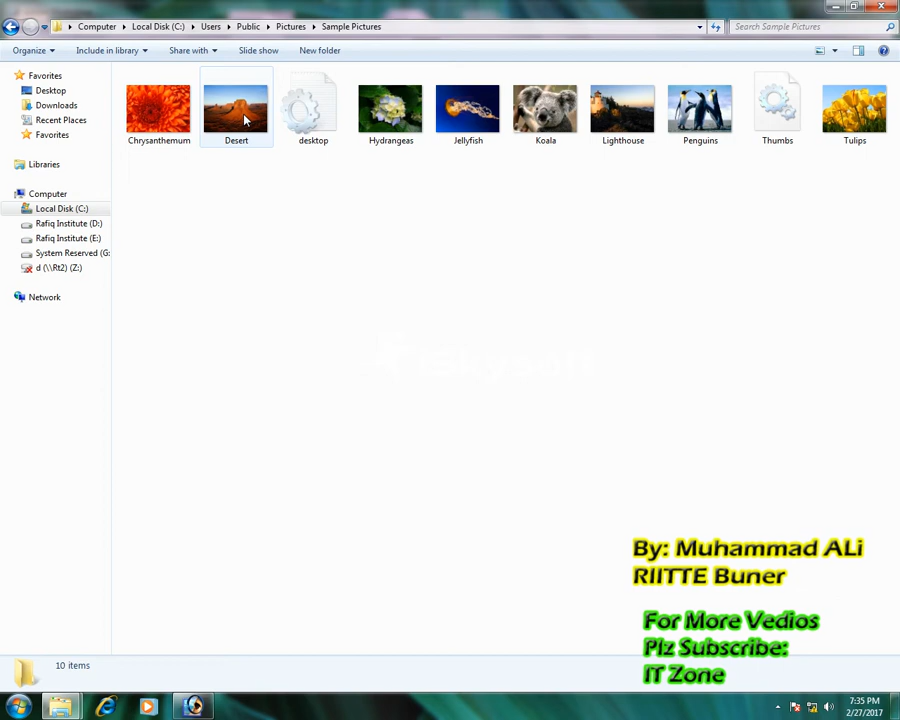 Computer Local Disk (C:) Users Public Pictures Sample Pictures Search Sample Pictures
Organize Include in library Share with Slide show New folder
Favorites
Desktop
Downloads
Recent Places
Favorites
Libraries
Computer
Local Disk (C:)
Rafiq Institute (D:)
Rafiq Institute (E:)
System Reserved (G:
d (\\Rt2) (Z:)
Network
Chrysanthemum Desert desktop Hydrangeas Jellyfish Koala Lighthouse Penguins Thumbs Tulips
By: Muhammad ALi
RIITTE Buner
For More Vedios
Plz Subscribe:
IT Zone
10 items
7:35 PM
2/27/2017